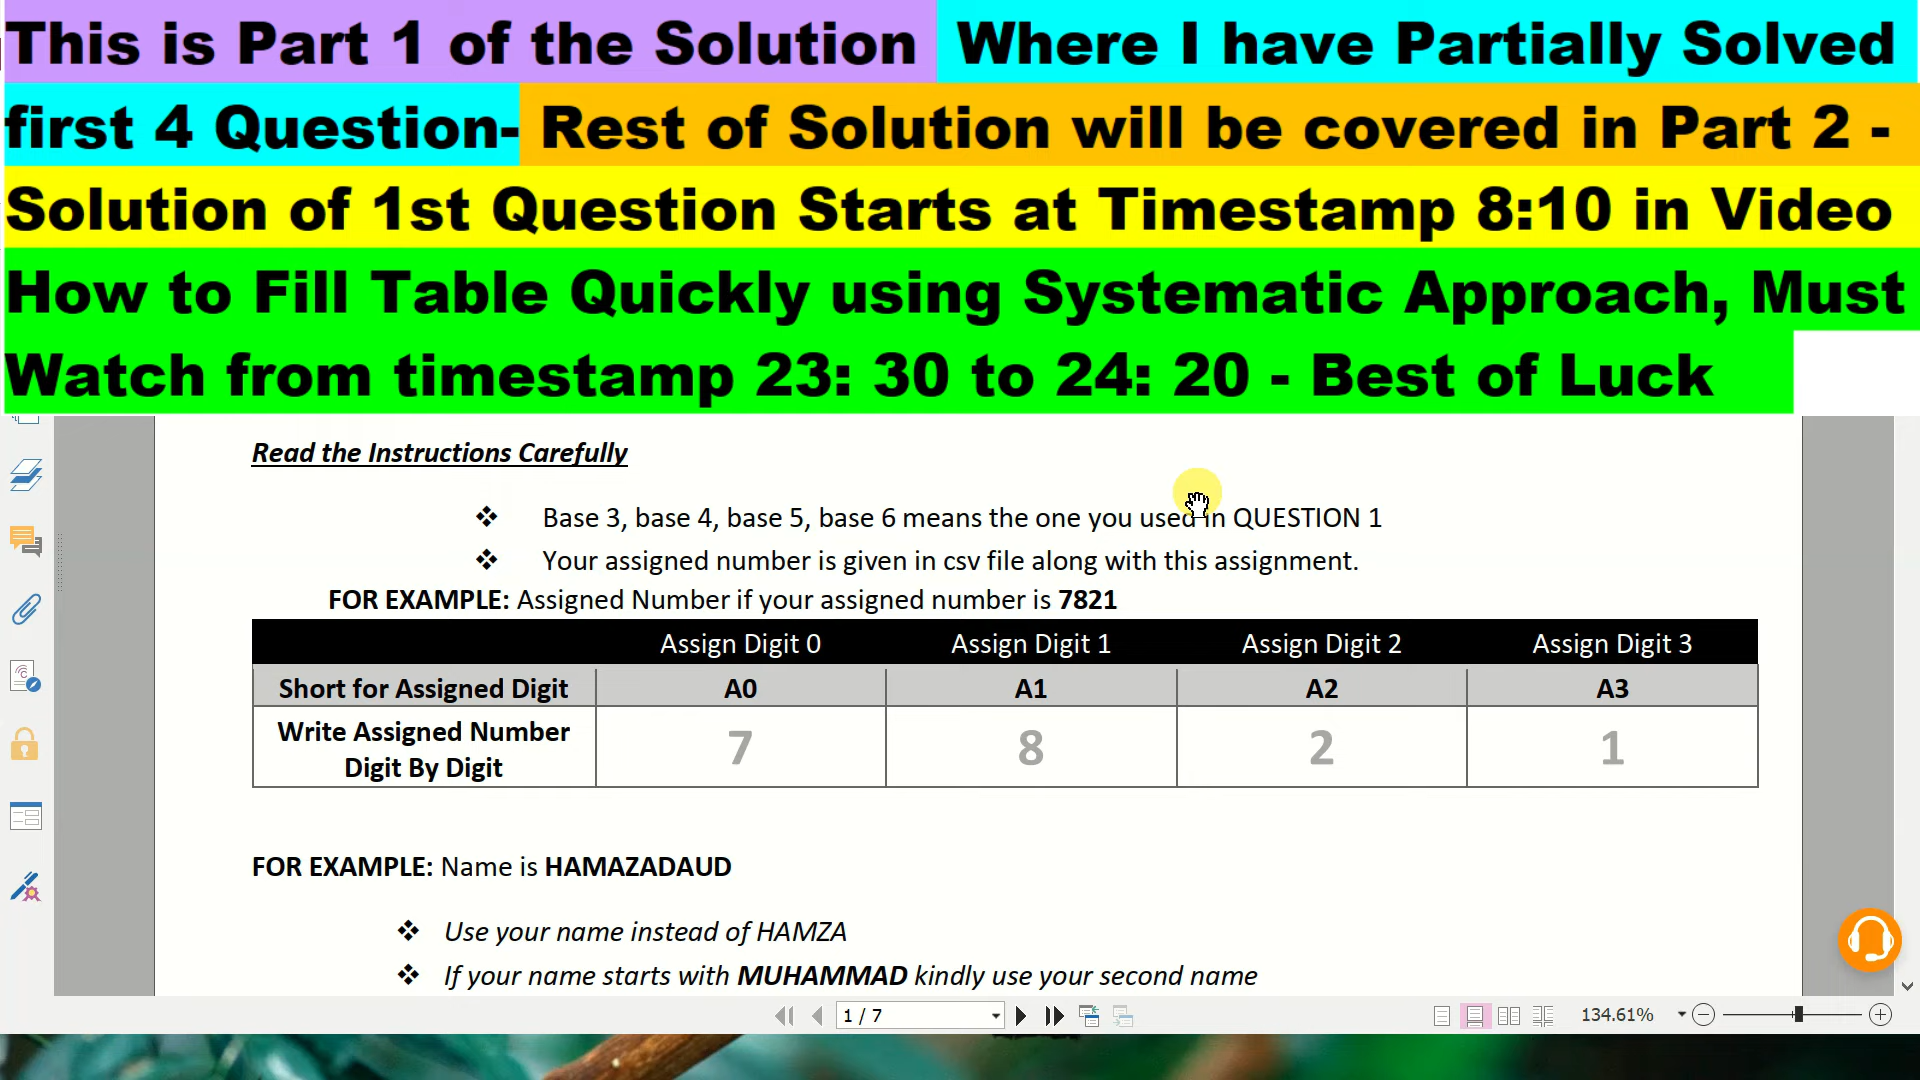 This is Part 1 of the Solution Where I have Partially Solved
first 4 Question- Rest of Solution will be covered in Part 2 -
Solution of 1st Question Starts at Timestamp 8:10 in Video
How to Fill Table Quickly using Systematic Approach, Must
Watch from timestamp 23: 30 to 24: 20 - Best of Luck
Read the Instructions Carefully
❖ Base 3, base 4, base 5, base 6 means the one you used in QUESTION 1
❖ Your assigned number is given in csv file along with this assignment.
FOR EXAMPLE: Assigned Number if your assigned number is 7821
Assign Digit 0 Assign Digit 1 Assign Digit 2 Assign Digit 3
Short for Assigned Digit A0 A1 A2 A3
Write Assigned Number
Digit By Digit 7 8 2 1
FOR EXAMPLE: Name is HAMAZADAUD
❖ Use your name instead of HAMZA
❖ If your name starts with MUHAMMAD kindly use your second name
1 / 7 134.61%